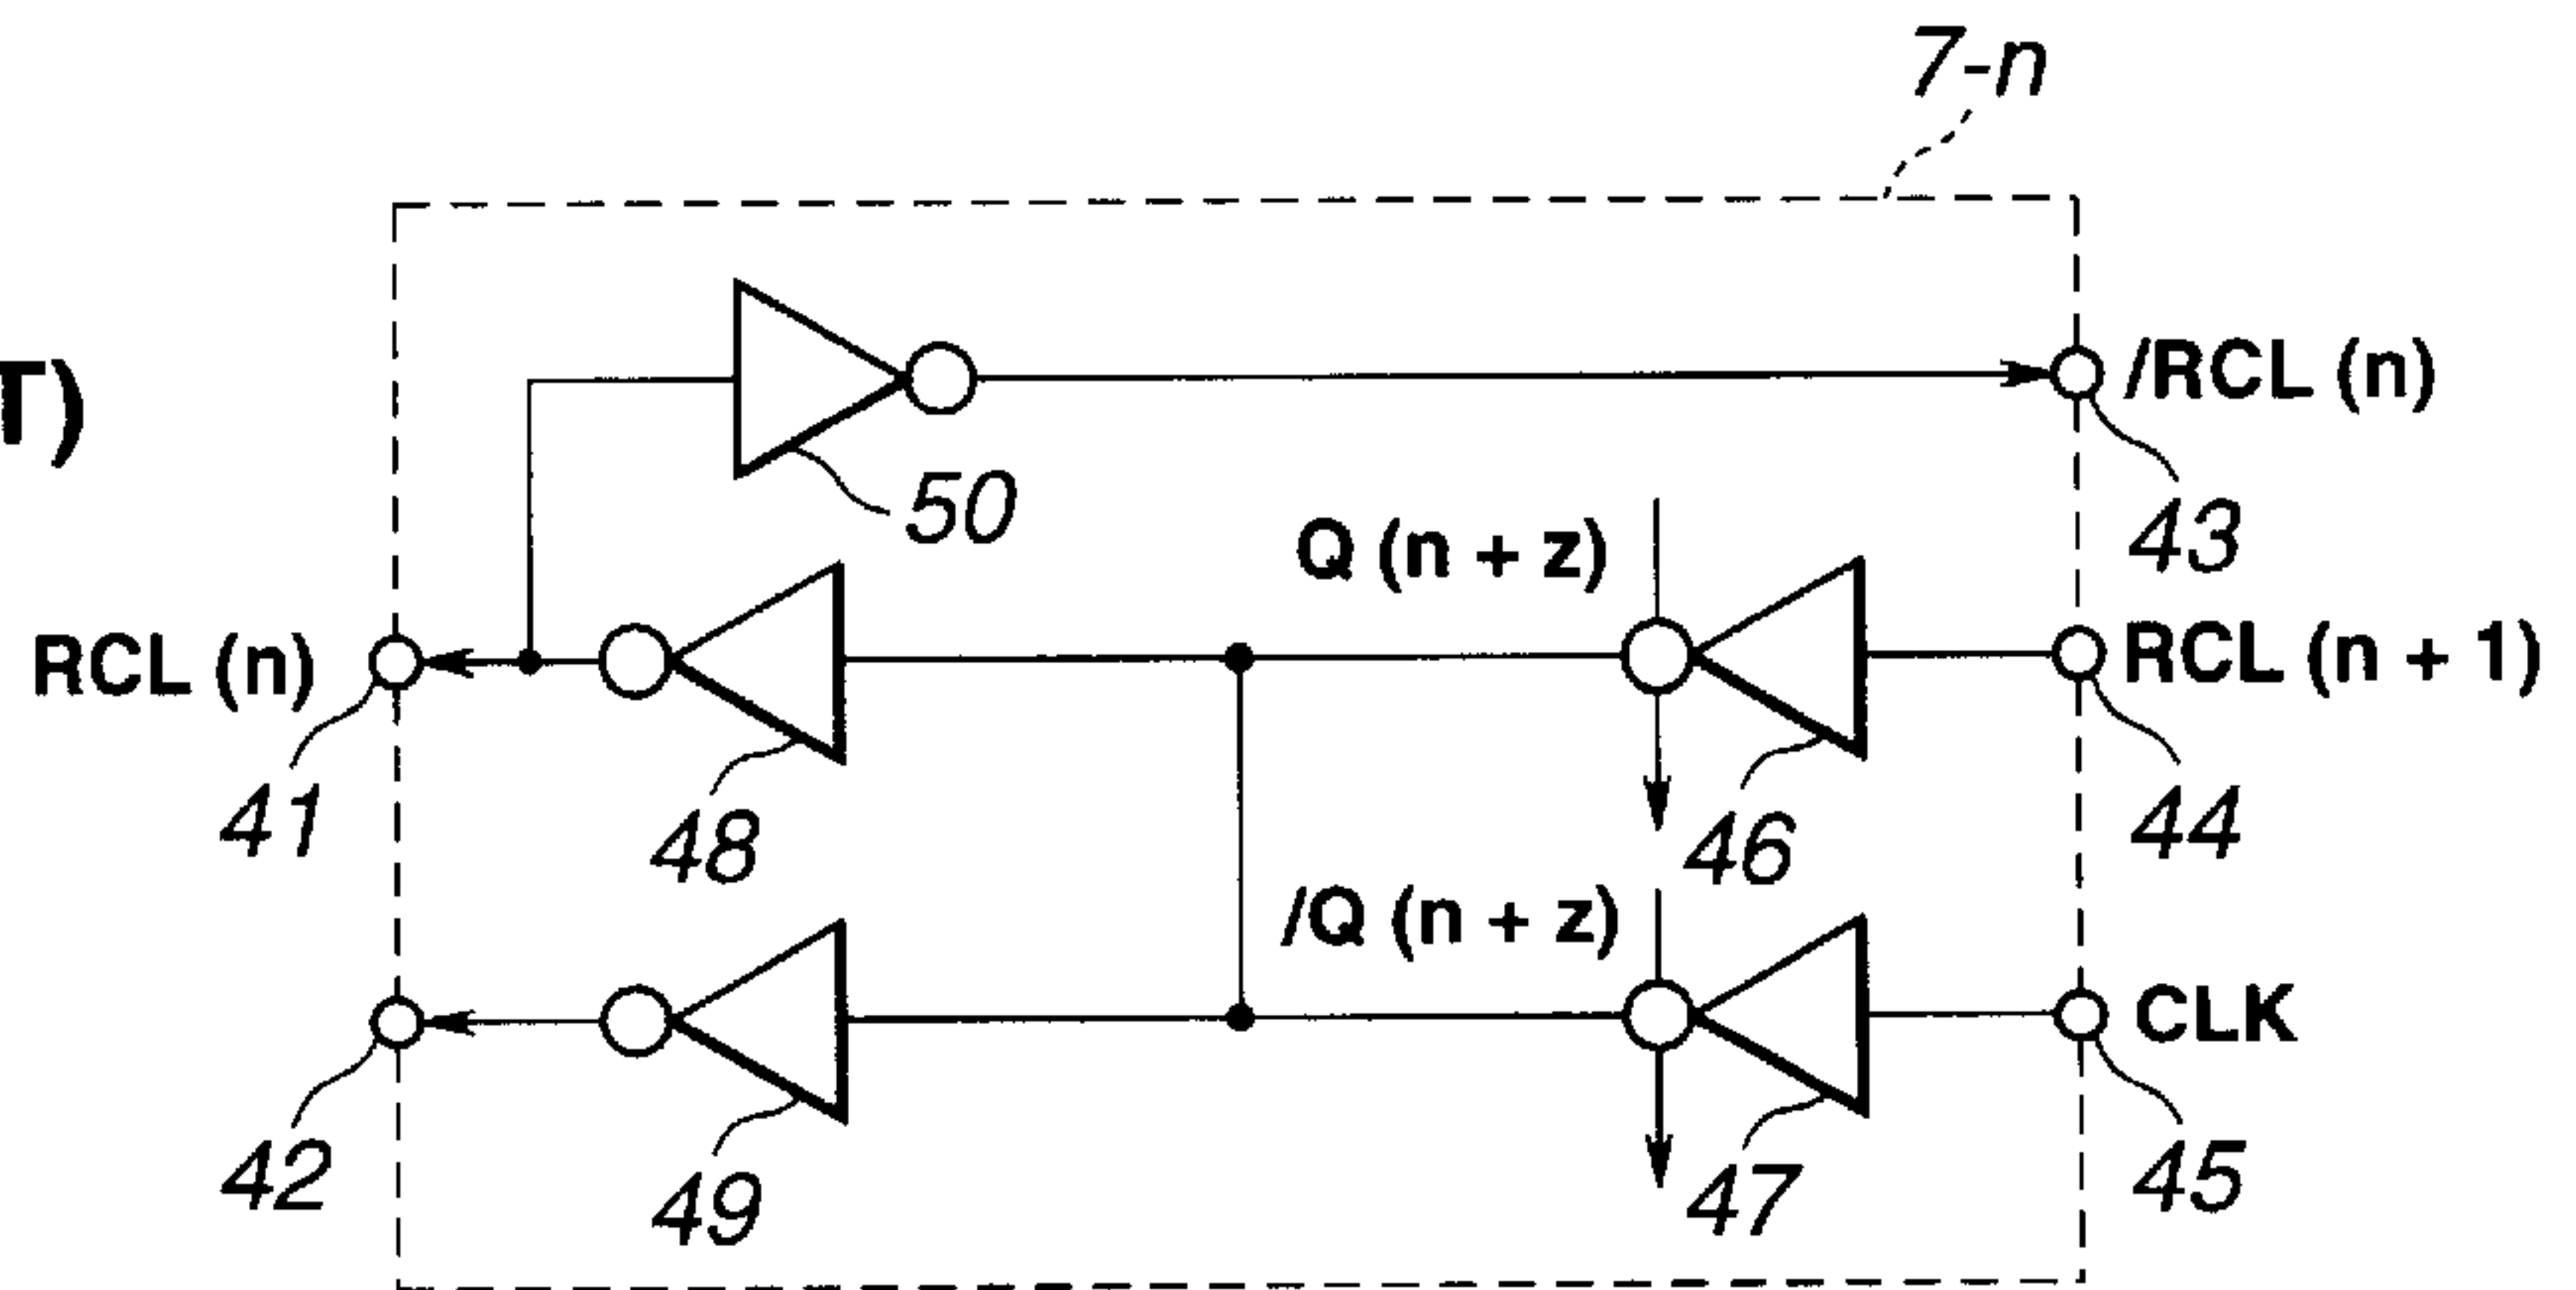 7-n
T)
/RCL (n)
50
43
Q (n + z)
RCL (n)
RCL (n + 1)
41
48
46
44
/Q (n + z)
CLK
42
49
47
45